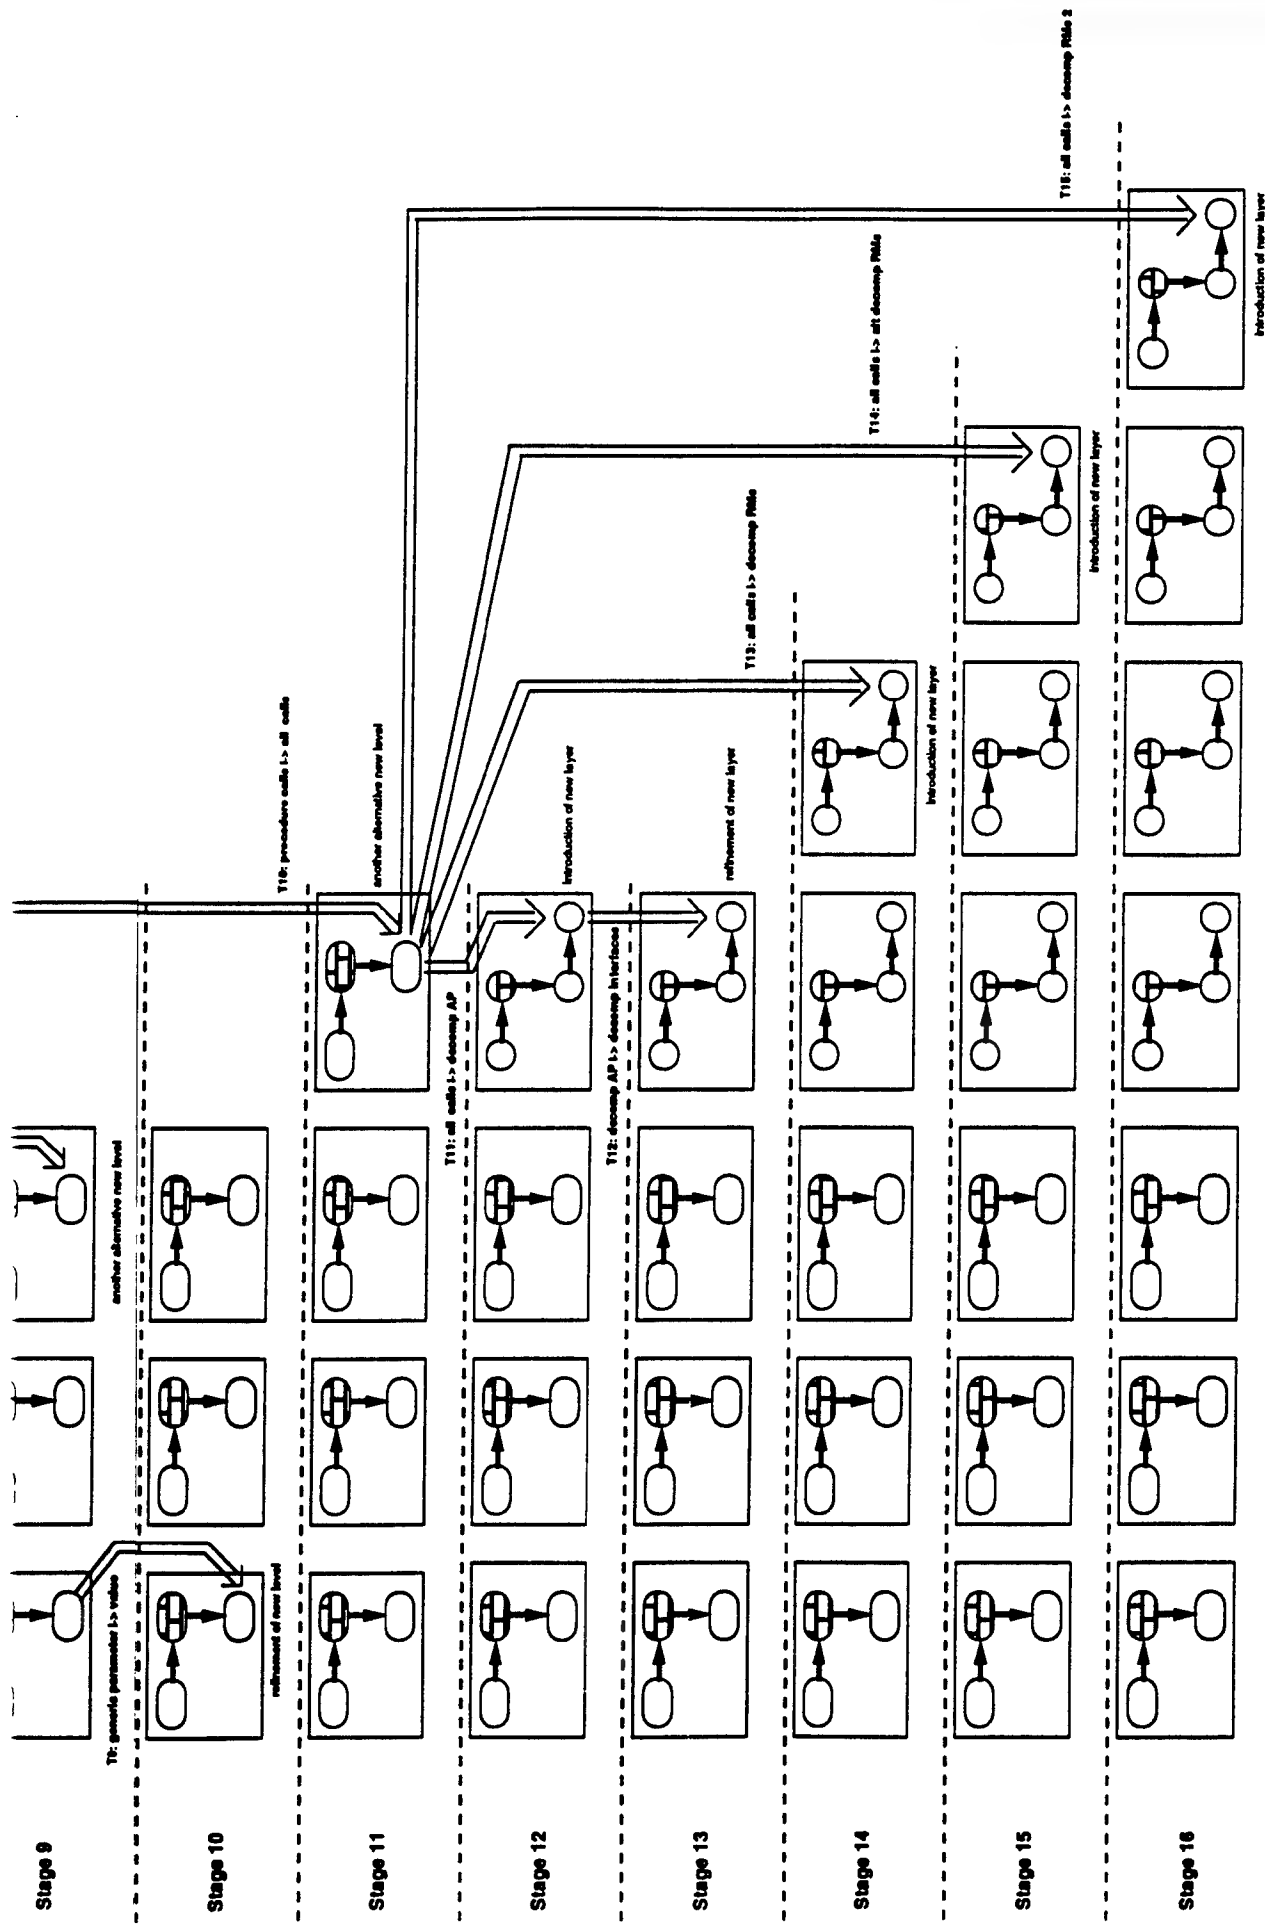 Stage 9
another alternative new level
T9: generic parameter l-> value
Stage 10
refinement of new level
T10: procedure calls l-> all calls
Stage 11
another alternative new level
T11: all calls l-> decomp AP
Stage 12
introduction of new layer
T12: decomp AP l-> decomp interfaces
Stage 13
refinement of new layer
T13: all calls l-> decomp RMs
Stage 14
introduction of new layer
T14: all calls l-> alt decomp RMs
Stage 15
introduction of new layer
T15: all calls l-> decomp RMs 2
Stage 16
introduction of new layer